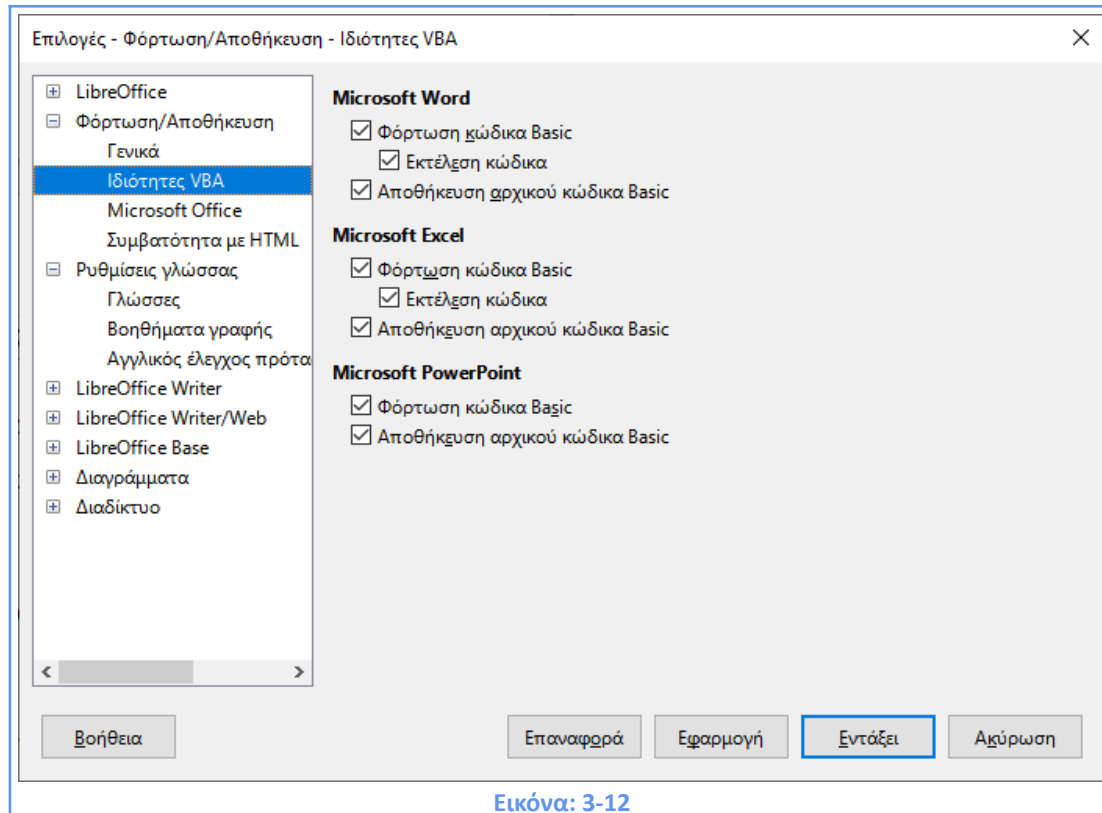 Επιλογές - Φόρτωση/Αποθήκευση - Ιδιότητες VBA
LibreOffice
Φόρτωση/Αποθήκευση
Γενικά
Ιδιότητες VBA
Microsoft Office
Συμβατότητα με HTML
Ρυθμίσεις γλώσσας
Γλώσσες
Βοηθήματα γραφής
Αγγλικός έλεγχος πρότα
LibreOffice Writer
LibreOffice Writer/Web
LibreOffice Base
Διαγράμματα
Διαδίκτυο
Microsoft Word
Φόρτωση κώδικα Basic
Εκτέλεση κώδικα
Αποθήκευση αρχικού κώδικα Basic
Microsoft Excel
Φόρτωση κώδικα Basic
Εκτέλεση κώδικα
Αποθήκευση αρχικού κώδικα Basic
Microsoft PowerPoint
Φόρτωση κώδικα Basic
Αποθήκευση αρχικού κώδικα Basic
Βοήθεια
Επαναφορά
Εφαρμογή
Εντάξει
Ακύρωση
Εικόνα: 3-12